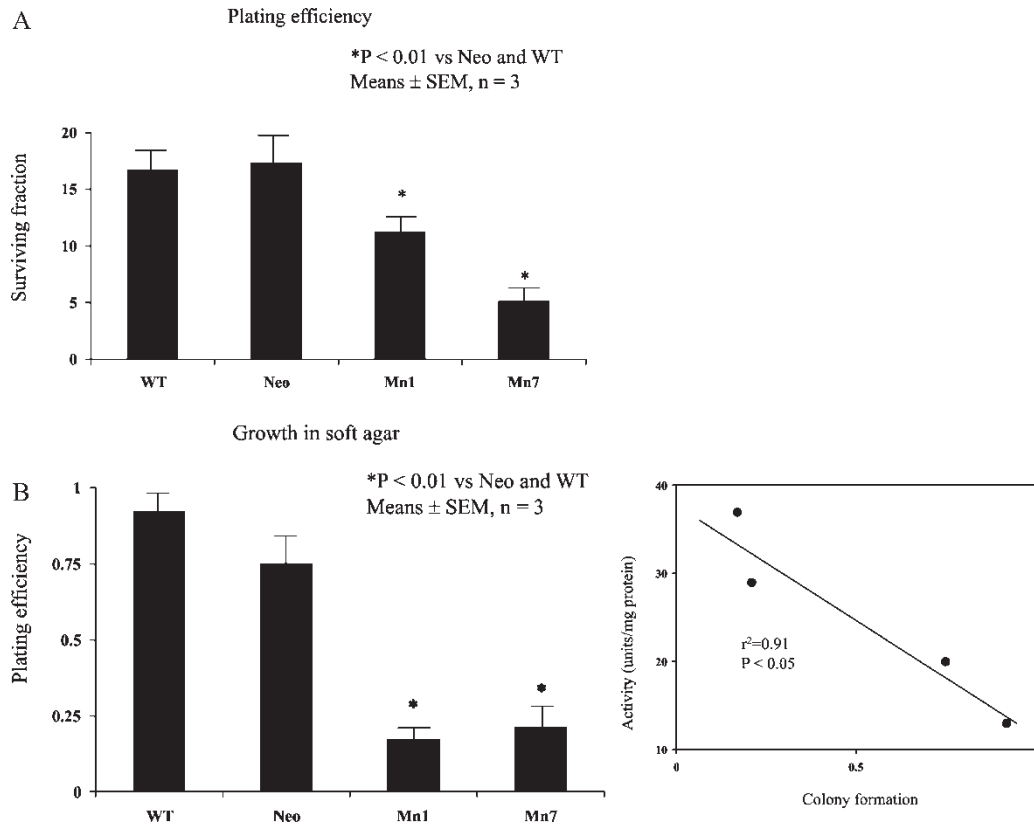 A
Plating efficiency
*P < 0.01 vs Neo and WT
Means ± SEM, n = 3
Surviving fraction
20
15
10
5
0
*
*
WT Neo Mn1 Mn7
Growth in soft agar
B
*P < 0.01 vs Neo and WT
Means ± SEM, n = 3
Plating efficiency
1
0.75
0.5
0.25
0
*
*
WT Neo Mn1 Mn7
Activity (units/mg protein)
40
30
20
10
r²=0.91
P < 0.05
0 0.5
Colony formation